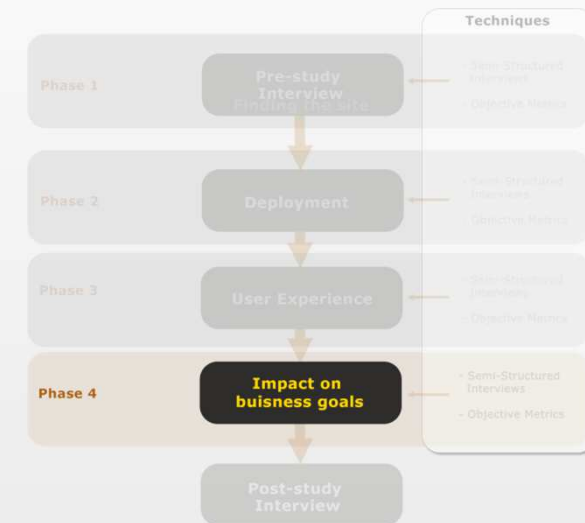 Techniques
Phase 1
Pre-study
Interview
Finding the site
- Semi-Structured
Interviews
- Objective Metrics
Phase 2
Deployment
- Semi-Structured
Interviews
- Objective Metrics
Phase 3
User Experience
- Semi-Structured
Interviews
- Objective Metrics
Phase 4
Impact on
buisness goals
- Semi-Structured
Interviews
- Objective Metrics
Post-study
Interview